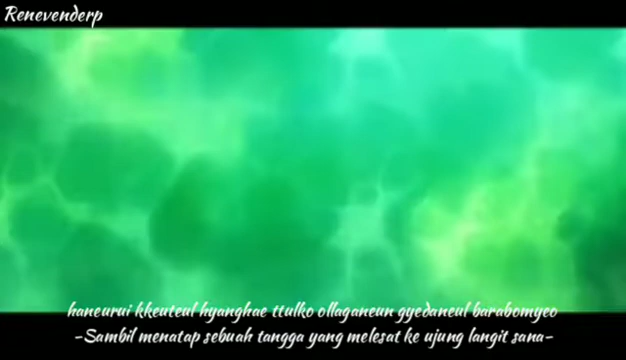 Renevenderp
haneurui kkeuteul hyanghae ttulko ollaganeun gyedaneul barabomyeo
~Sambil menatap sebuah tangga yang melesat ke ujung langit sana~